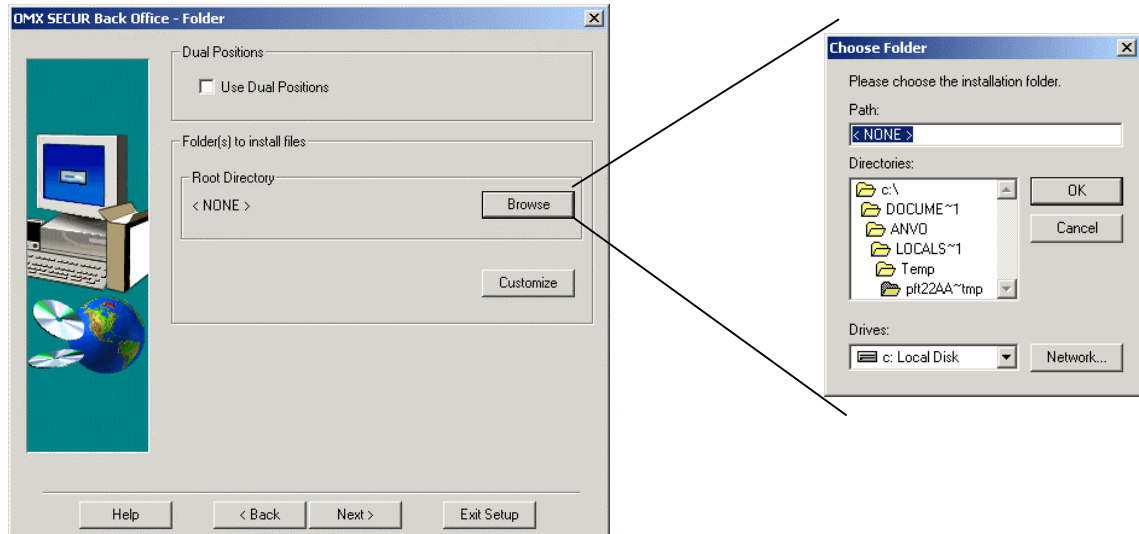 OMX SECUR Back Office - Folder
Dual Positions
Use Dual Positions
Folder(s) to install files
Root Directory
< NONE >
Browse
Customize
Help
< Back
Next >
Exit Setup
Choose Folder
Please choose the installation folder.
Path:
< NONE >
Directories:
c:\
DOCUME~1
ANVO
LOCALS~1
Temp
pft22AA~tmp
OK
Cancel
Drives:
c: Local Disk
Network...